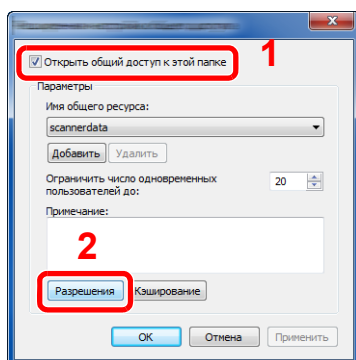 1
Открыть общий доступ к этой папке
Параметры
Имя общего ресурса:
scannerdata
Добавить Удалить
Ограничить число одновременных
пользователей до:
20
Примечание:
2
Разрешения Кэширование
OK Отмена Применить